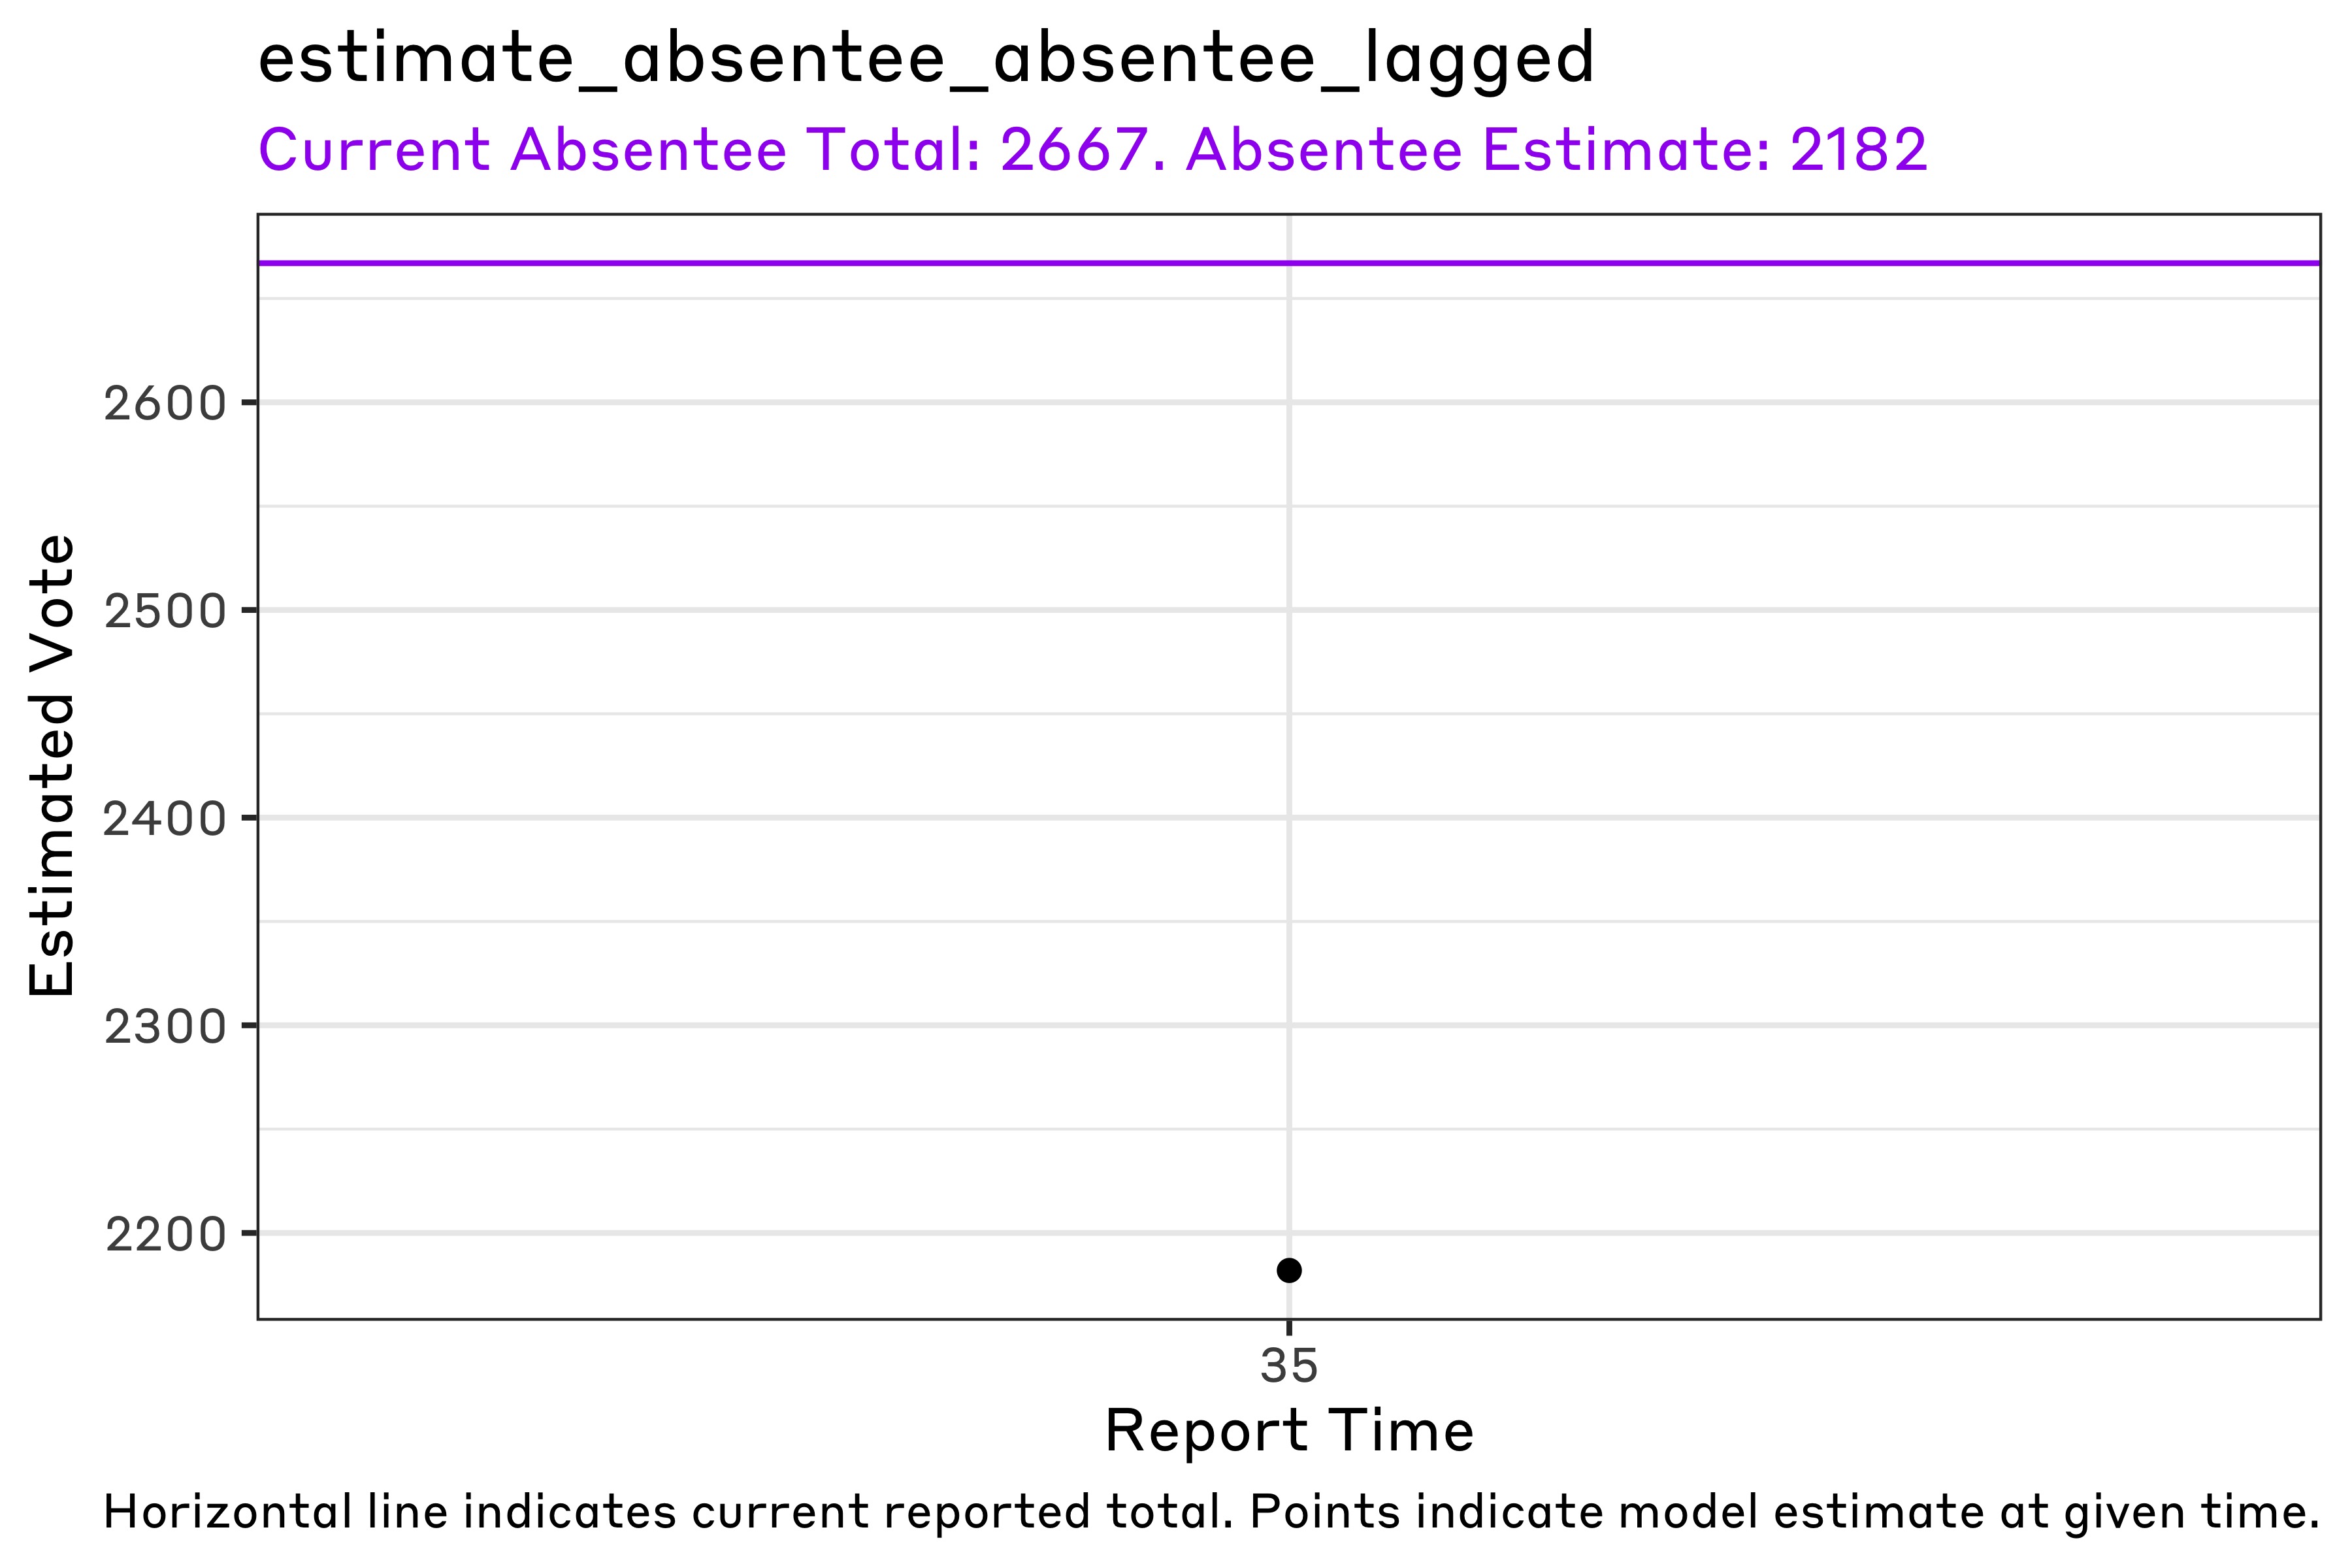 estimate_absentee_absentee_lagged
Current Absentee Total: 2667. Absentee Estimate: 2182
Estimated Vote
2600
2500
2400
2300
2200
35
Report Time
Horizontal line indicates current reported total. Points indicate model estimate at given time.